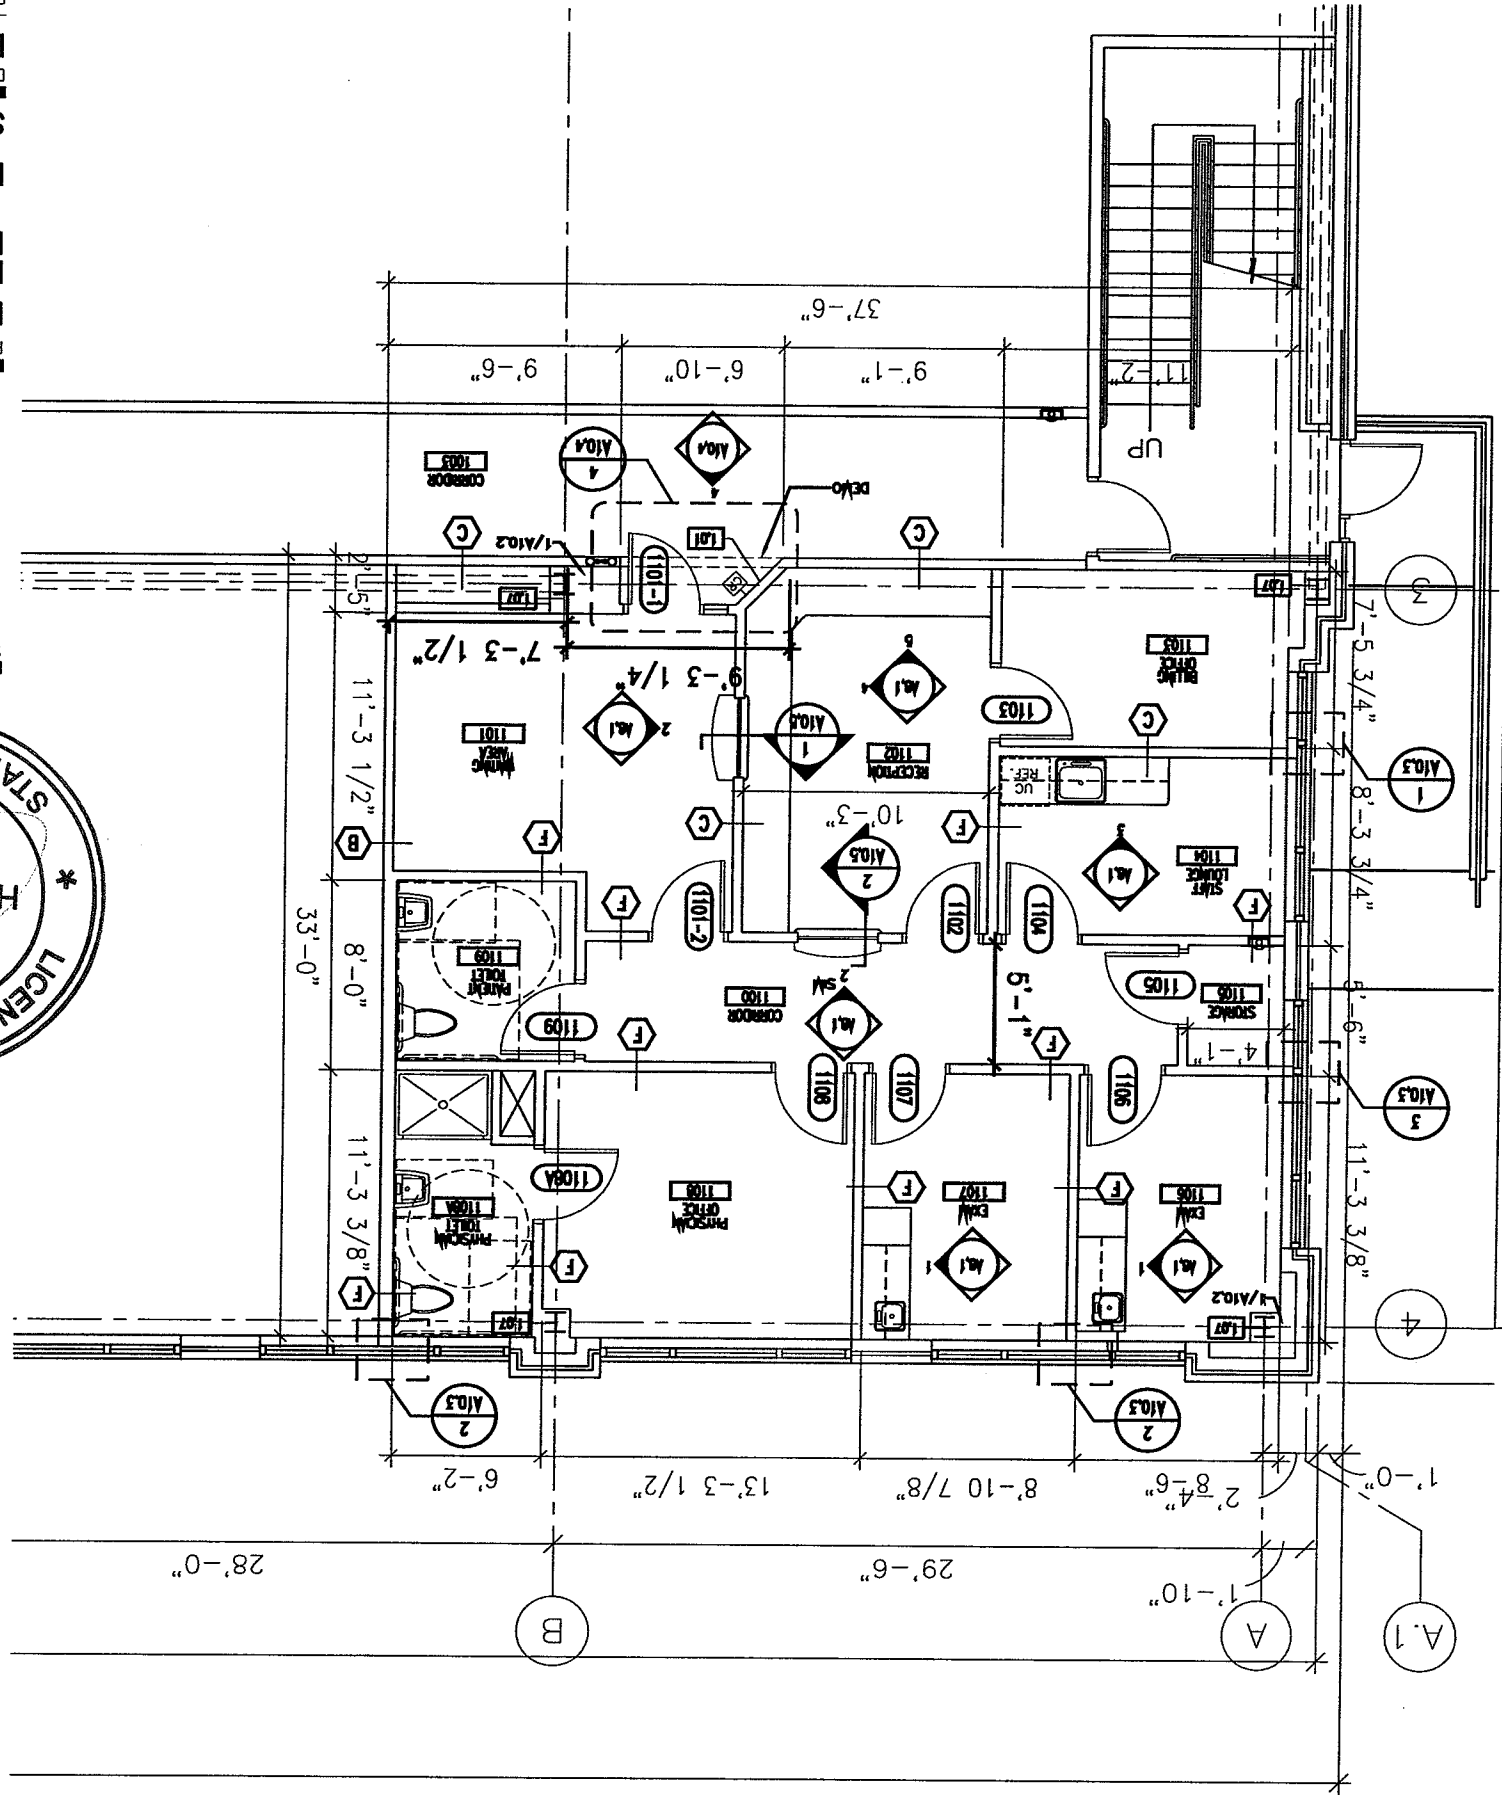 A.1
A
B
1'-10"
29'-6"
28'-0"
1'-0"
2'-4"
8'-6"
8'-10 7/8"
13'-3 1/2"
6'-2"
2
A10.3
2
A10.3
4
1.07
1/A10.2
1.07
11'-3 3/8"
A6.1
1
A6.1
1
EXAM
1106
EXAM
1107
PHYSICIAN
OFFICE
1108
PHYSICIAN
TOILET
1108A
F
F
F
F
1108A
11'-3 3/8"
3
A10.3
1106
1107
1108
4'-1"
F
F
5'-6"
STORAGE
1105
1105
5'-1"
A6.1
2
SIM
CORRIDOR
1100
1109
PATIENT
TOILET
1109
8'-0"
33'-0"
F
1104
1102
1101-2
F
STAFF
LOUNGE
1104
A6.1
3
2
A10.5
10'-3"
F
C
F
B
8'-3 3/4"
1
A10.3
UC
REF.
C
RECEPTION
1102
1
A10.5
A6.1
2
WAITING
AREA
1101
11'-3 1/2"
1103
A6.1
4
5
BILLING
OFFICE
1103
9'-3 1/4"
7'-3 1/2"
7'-5 3/4"
3
1.07
1.07
2'-5"
CR
1101-1
1.01
1/A10.2
C
C
DEMO
4
A10.4
4
A10.4
CORRIDOR
1003
UP
11'-2"
9'-1"
6'-10"
9'-6"
37'-6"
LICEN
STA
H